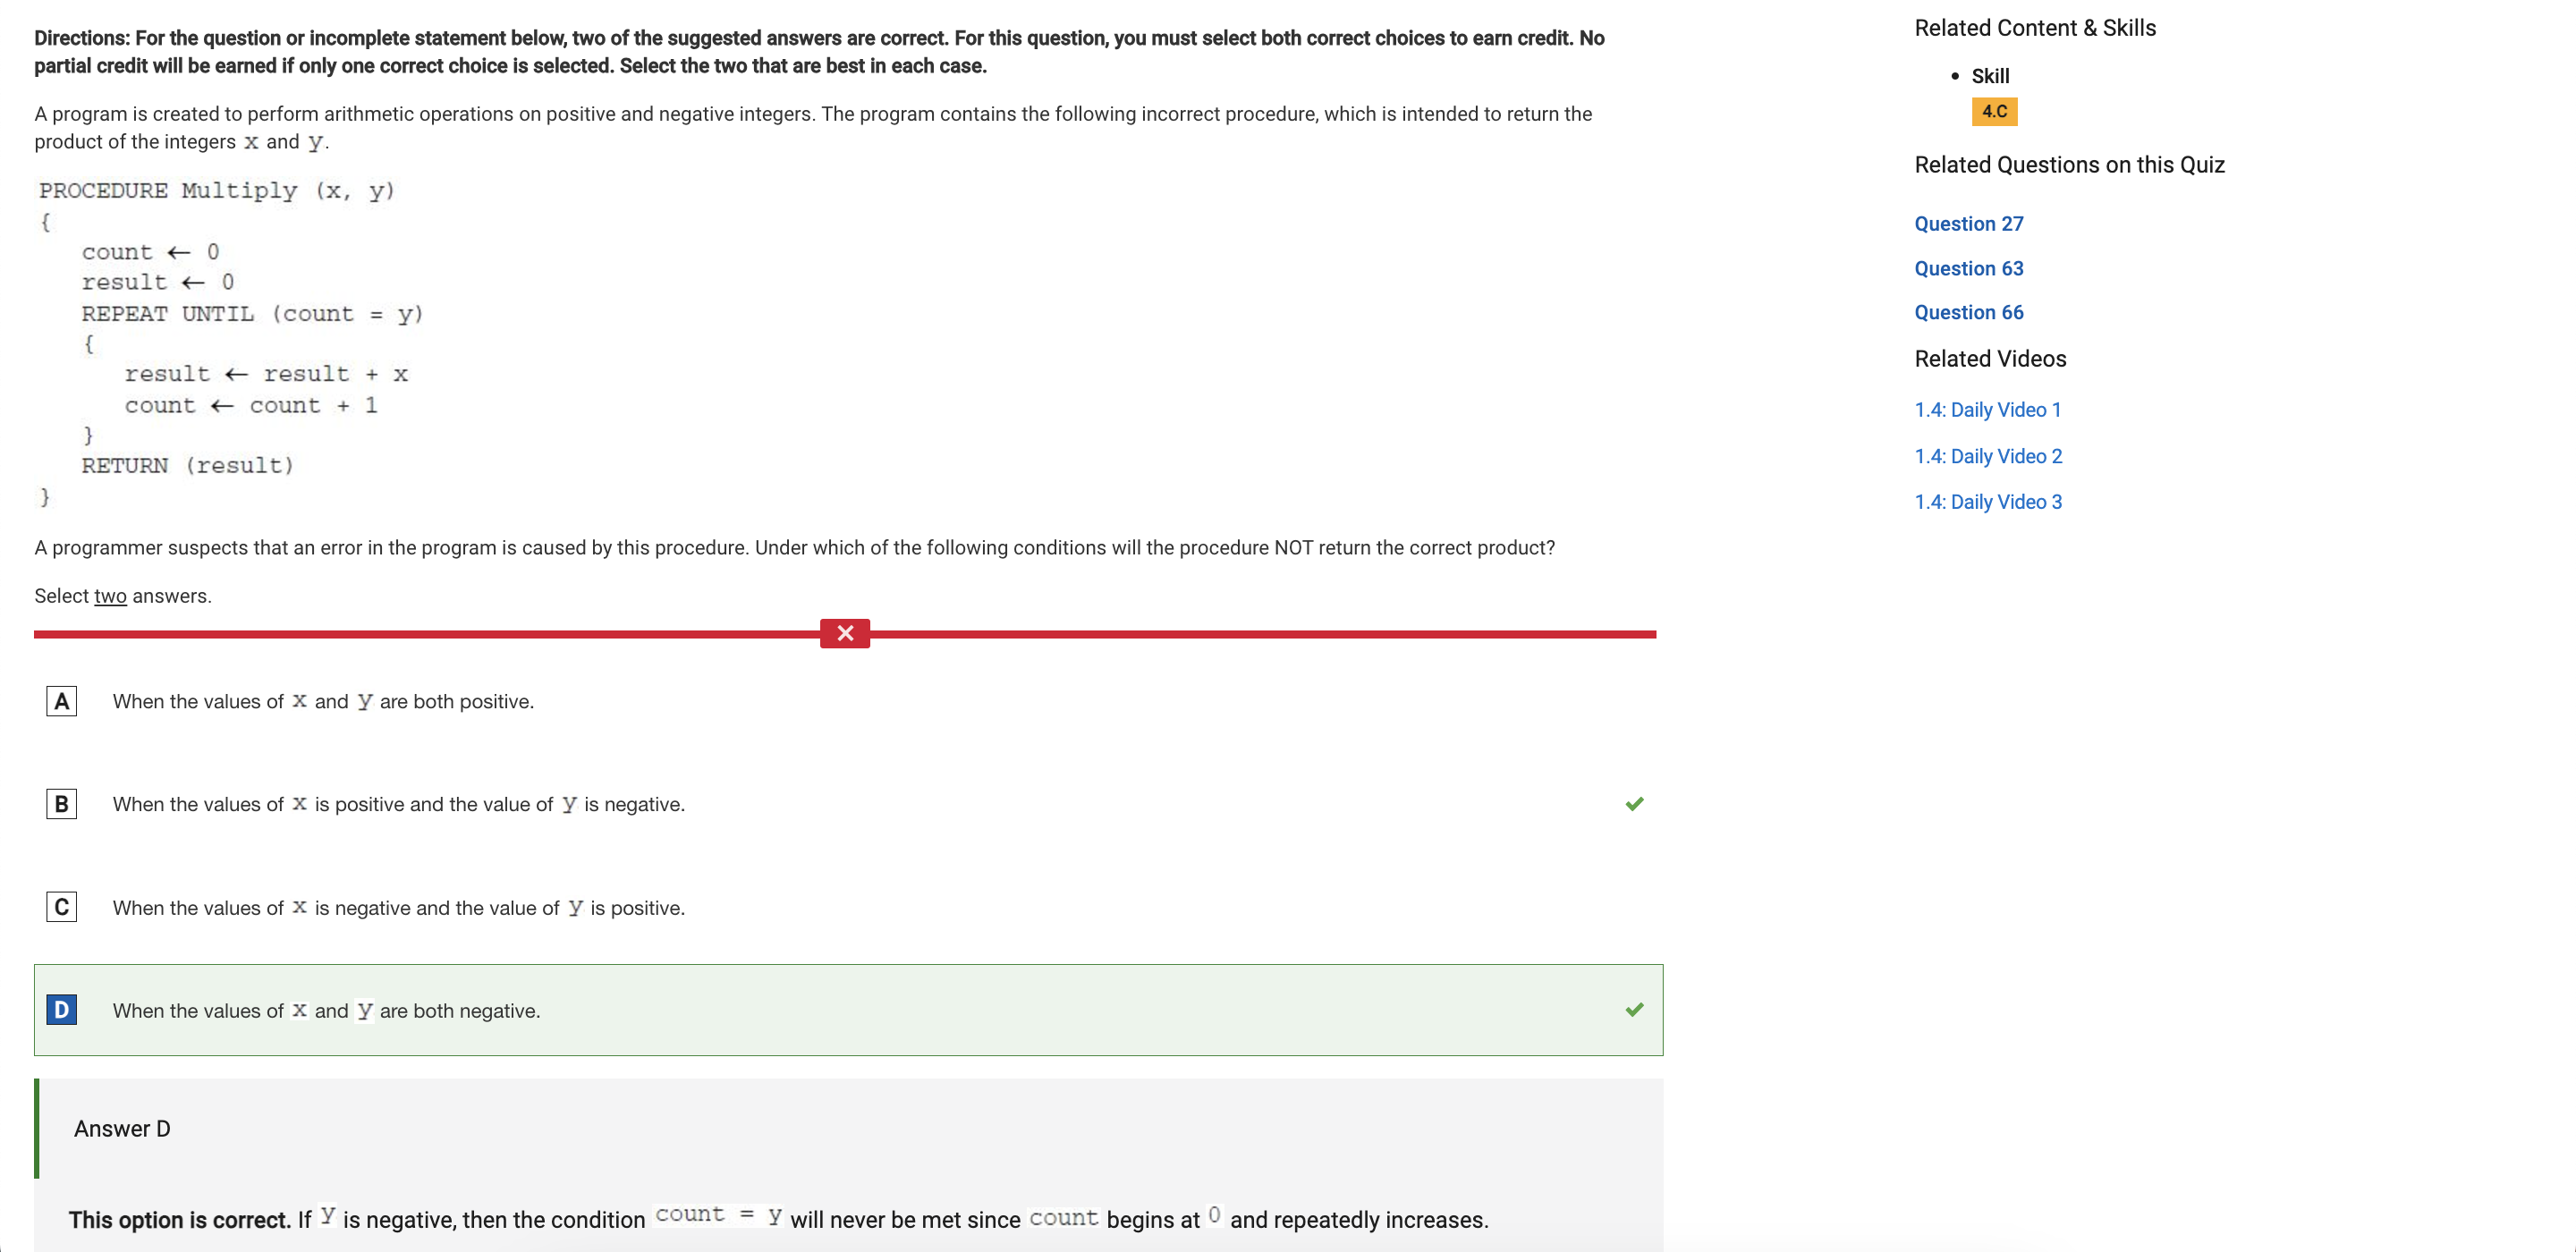 Directions: For the question or incomplete statement below, two of the suggested answers are correct. For this question, you must select both correct choices to earn credit. No
partial credit will be earned if only one correct choice is selected. Select the two that are best in each case.
A program is created to perform arithmetic operations on positive and negative integers. The program contains the following incorrect procedure, which is intended to return the
product of the integers x and y.
PROCEDURE Multiply (x, y)
{
count ← 0
result ← 0
REPEAT UNTIL (count = y)
{
result ← result + x
count ← count + 1
}
RETURN (result)
}
A programmer suspects that an error in the program is caused by this procedure. Under which of the following conditions will the procedure NOT return the correct product?
Select two answers.
A When the values of x and y are both positive.
B When the values of x is positive and the value of y is negative.
C When the values of x is negative and the value of y is positive.
D When the values of x and y are both negative.
Answer D
This option is correct. If y is negative, then the condition count = y will never be met since count begins at 0 and repeatedly increases.
Related Content & Skills
• Skill
4.C
Related Questions on this Quiz
Question 27
Question 63
Question 66
Related Videos
1.4: Daily Video 1
1.4: Daily Video 2
1.4: Daily Video 3